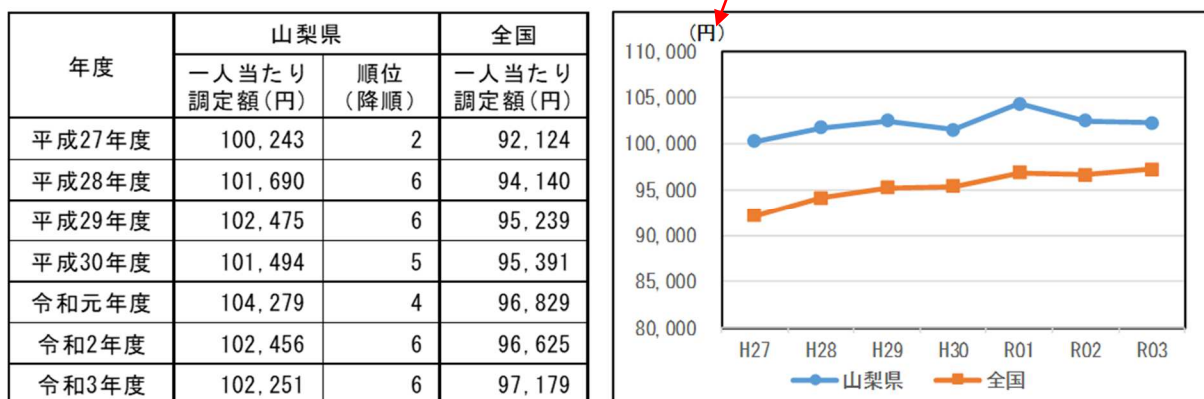 年度 山梨県 全国
一人当たり調定額(円) 順位(降順) 一人当たり調定額(円)
平成27年度 100,243 2 92,124
平成28年度 101,690 6 94,140
平成29年度 102,475 6 95,239
平成30年度 101,494 5 95,391
令和元年度 104,279 4 96,829
令和2年度 102,456 6 96,625
令和3年度 102,251 6 97,179
(円)
110,000
105,000
100,000
95,000
90,000
85,000
80,000
H27 H28 H29 H30 R01 R02 R03
山梨県 全国